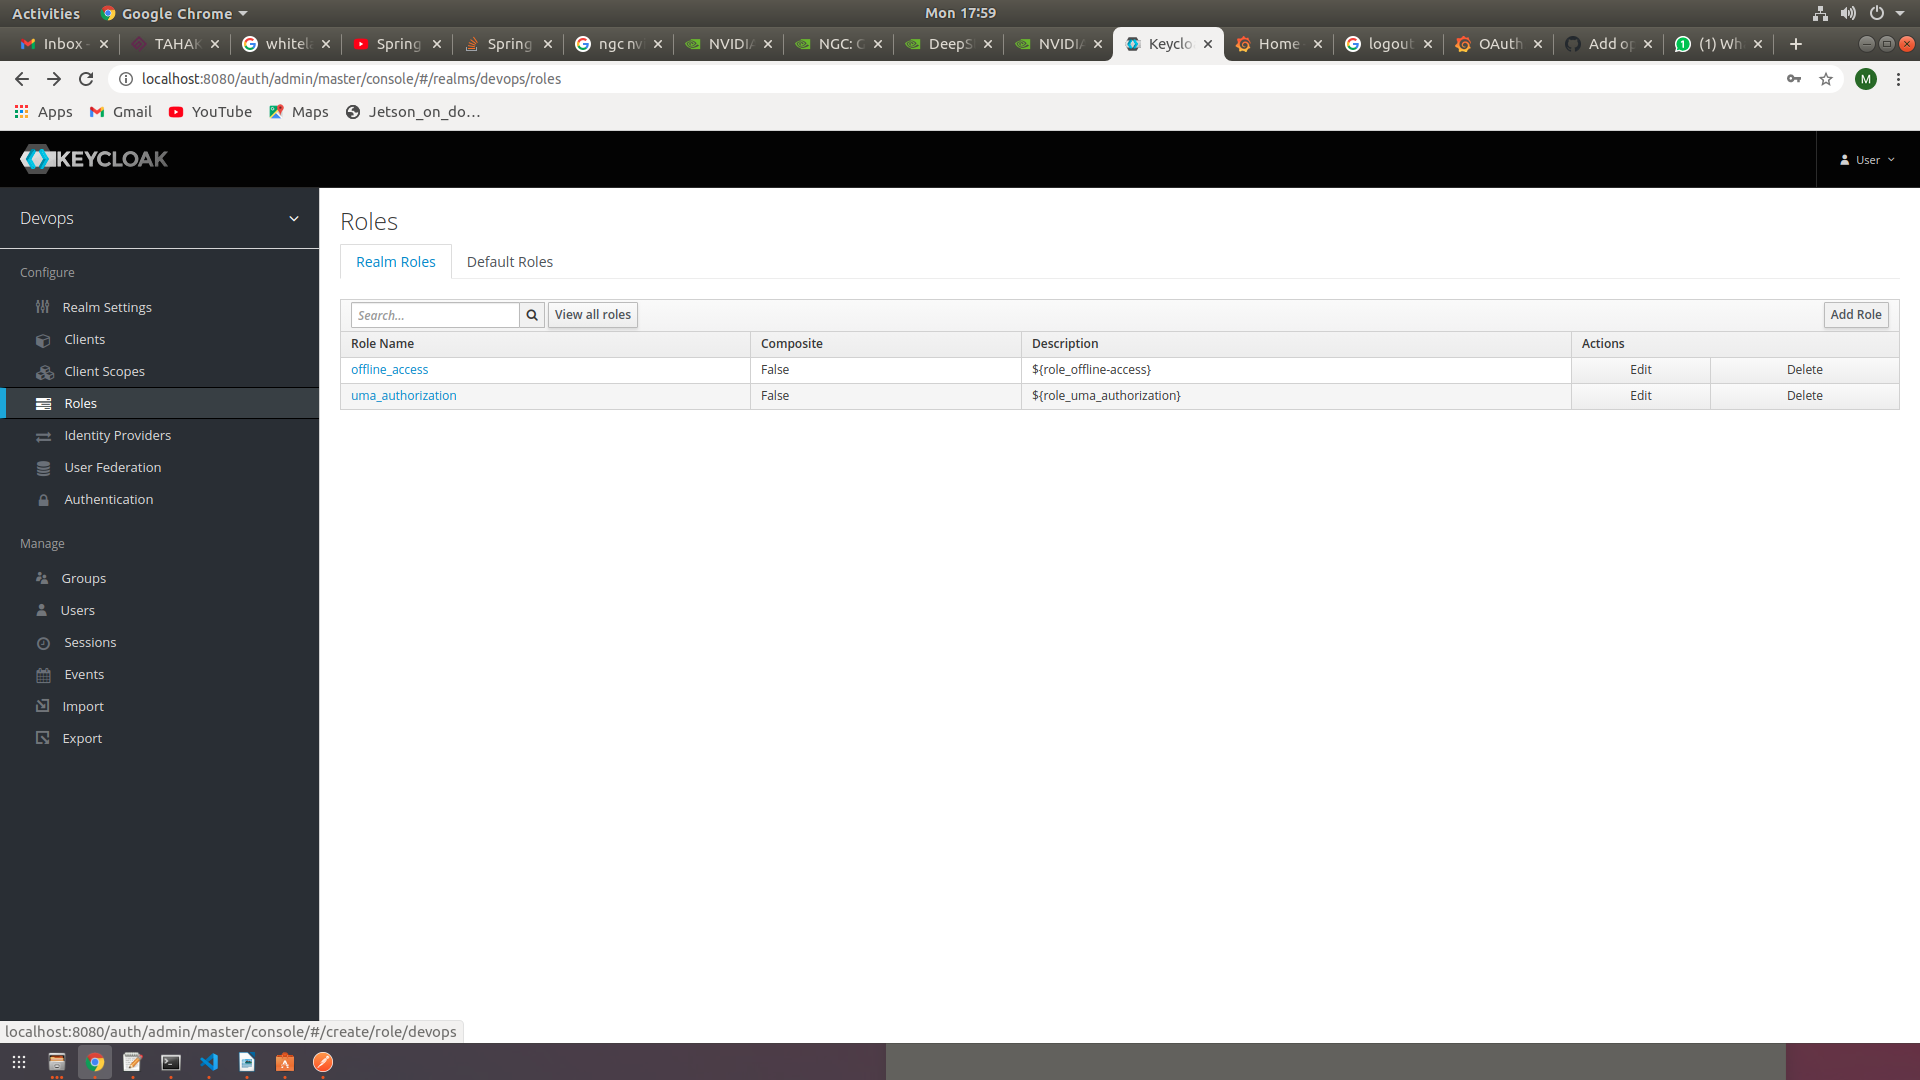 Activities Google Chrome Mon 17:59
Inbox - TAHAK whitela Spring Spring ngc nvi NVIDIA NGC: C DeepS NVIDIA Keyclo Home logout OAuth Add op (1) Wh
localhost:8080/auth/admin/master/console/#/realms/devops/roles M
Apps Gmail YouTube Maps Jetson_on_do...
KEYCLOAK User
Devops
Configure
Realm Settings
Clients
Client Scopes
Roles
Identity Providers
User Federation
Authentication
Manage
Groups
Users
Sessions
Events
Import
Export
Roles
Realm Roles Default Roles
Search... View all roles Add Role
Role Name Composite Description Actions
offline_access False ${role_offline-access} Edit Delete
uma_authorization False ${role_uma_authorization} Edit Delete
localhost:8080/auth/admin/master/console/#/create/role/devops